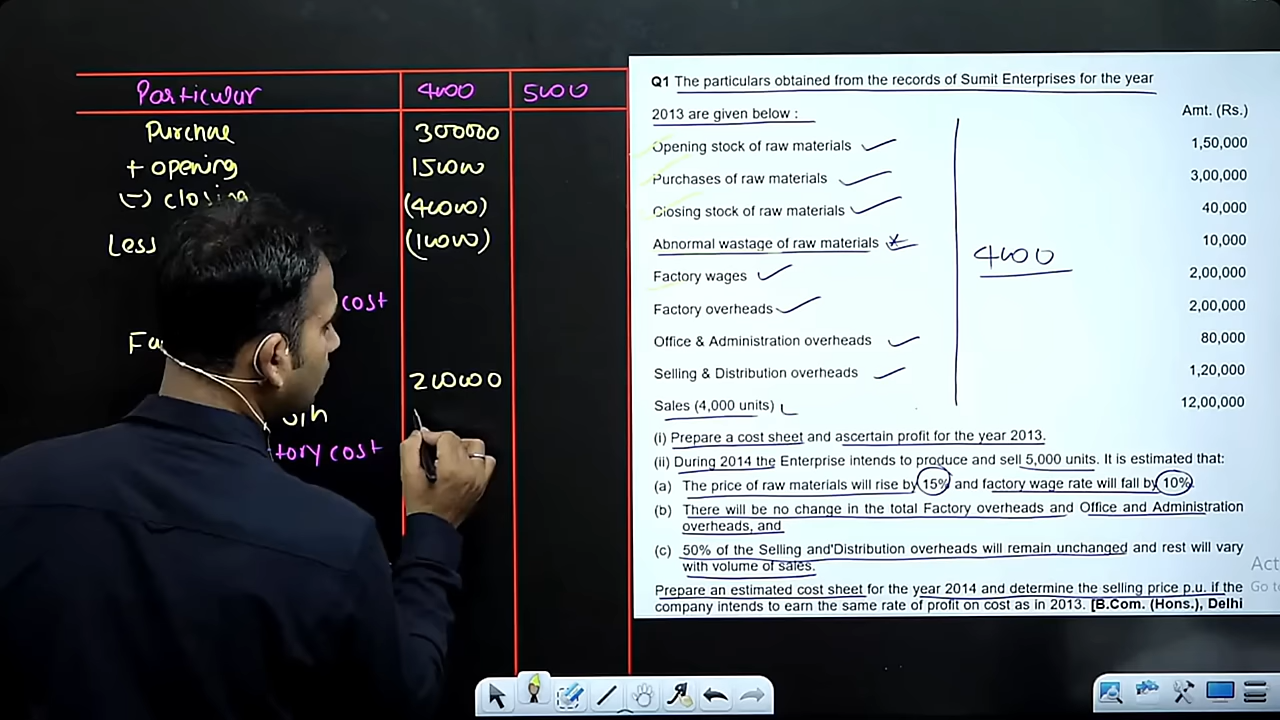 Particular 4000 5000
Purchase 300000
+ opening 150000
(-) closing (40000)
Less (10000)
cost
Fa
200000
o/h
tory cost
Q1 The particulars obtained from the records of Sumit Enterprises for the year
2013 are given below :
Amt. (Rs.)
Opening stock of raw materials 1,50,000
Purchases of raw materials 3,00,000
Closing stock of raw materials 40,000
Abnormal wastage of raw materials 10,000
4000
Factory wages 2,00,000
Factory overheads 2,00,000
Office & Administration overheads 80,000
Selling & Distribution overheads 1,20,000
Sales (4,000 units) 12,00,000
(i) Prepare a cost sheet and ascertain profit for the year 2013.
(ii) During 2014 the Enterprise intends to produce and sell 5,000 units. It is estimated that:
(a) The price of raw materials will rise by 15% and factory wage rate will fall by 10%.
(b) There will be no change in the total Factory overheads and Office and Administration
overheads, and
(c) 50% of the Selling and'Distribution overheads will remain unchanged and rest will vary
with volume of sales.
Prepare an estimated cost sheet for the year 2014 and determine the selling price p.u. if the
company intends to earn the same rate of profit on cost as in 2013. [B.Com. (Hons.), Delhi
Act
Go to